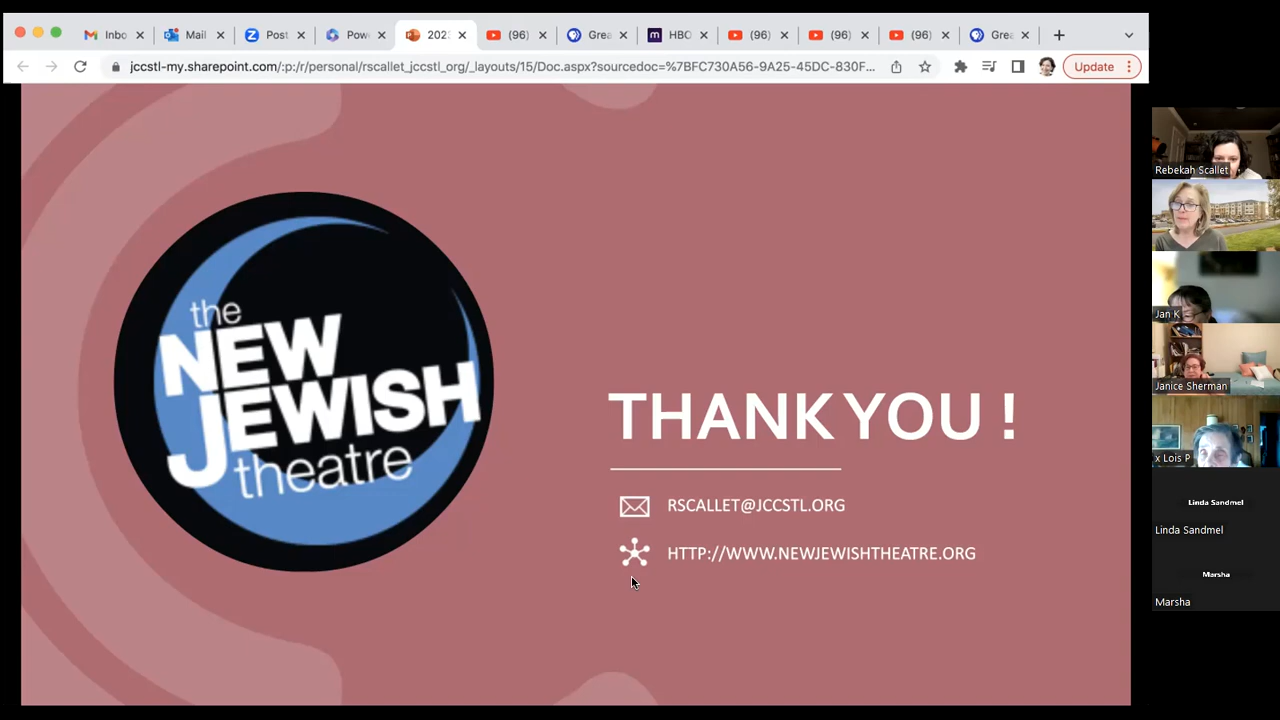 Inbo
Mail
Post
Powe
202
(96)
Grea
HBO
(96)
(96)
(96)
Grea
jccstl-my.sharepoint.com/:p:/r/personal/rscallet_jccstl_org/_layouts/15/Doc.aspx?sourcedoc=%7BFC730A56-9A25-45DC-830F...
Update
the
NEW
JEWISH
theatre
THANK YOU !
RSCALLET@JCCSTL.ORG
HTTP://WWW.NEWJEWISHTHEATRE.ORG
Rebekah Scallet
Jan K
Janice Sherman
x Lois P
Linda Sandmel
Linda Sandmel
Marsha
Marsha